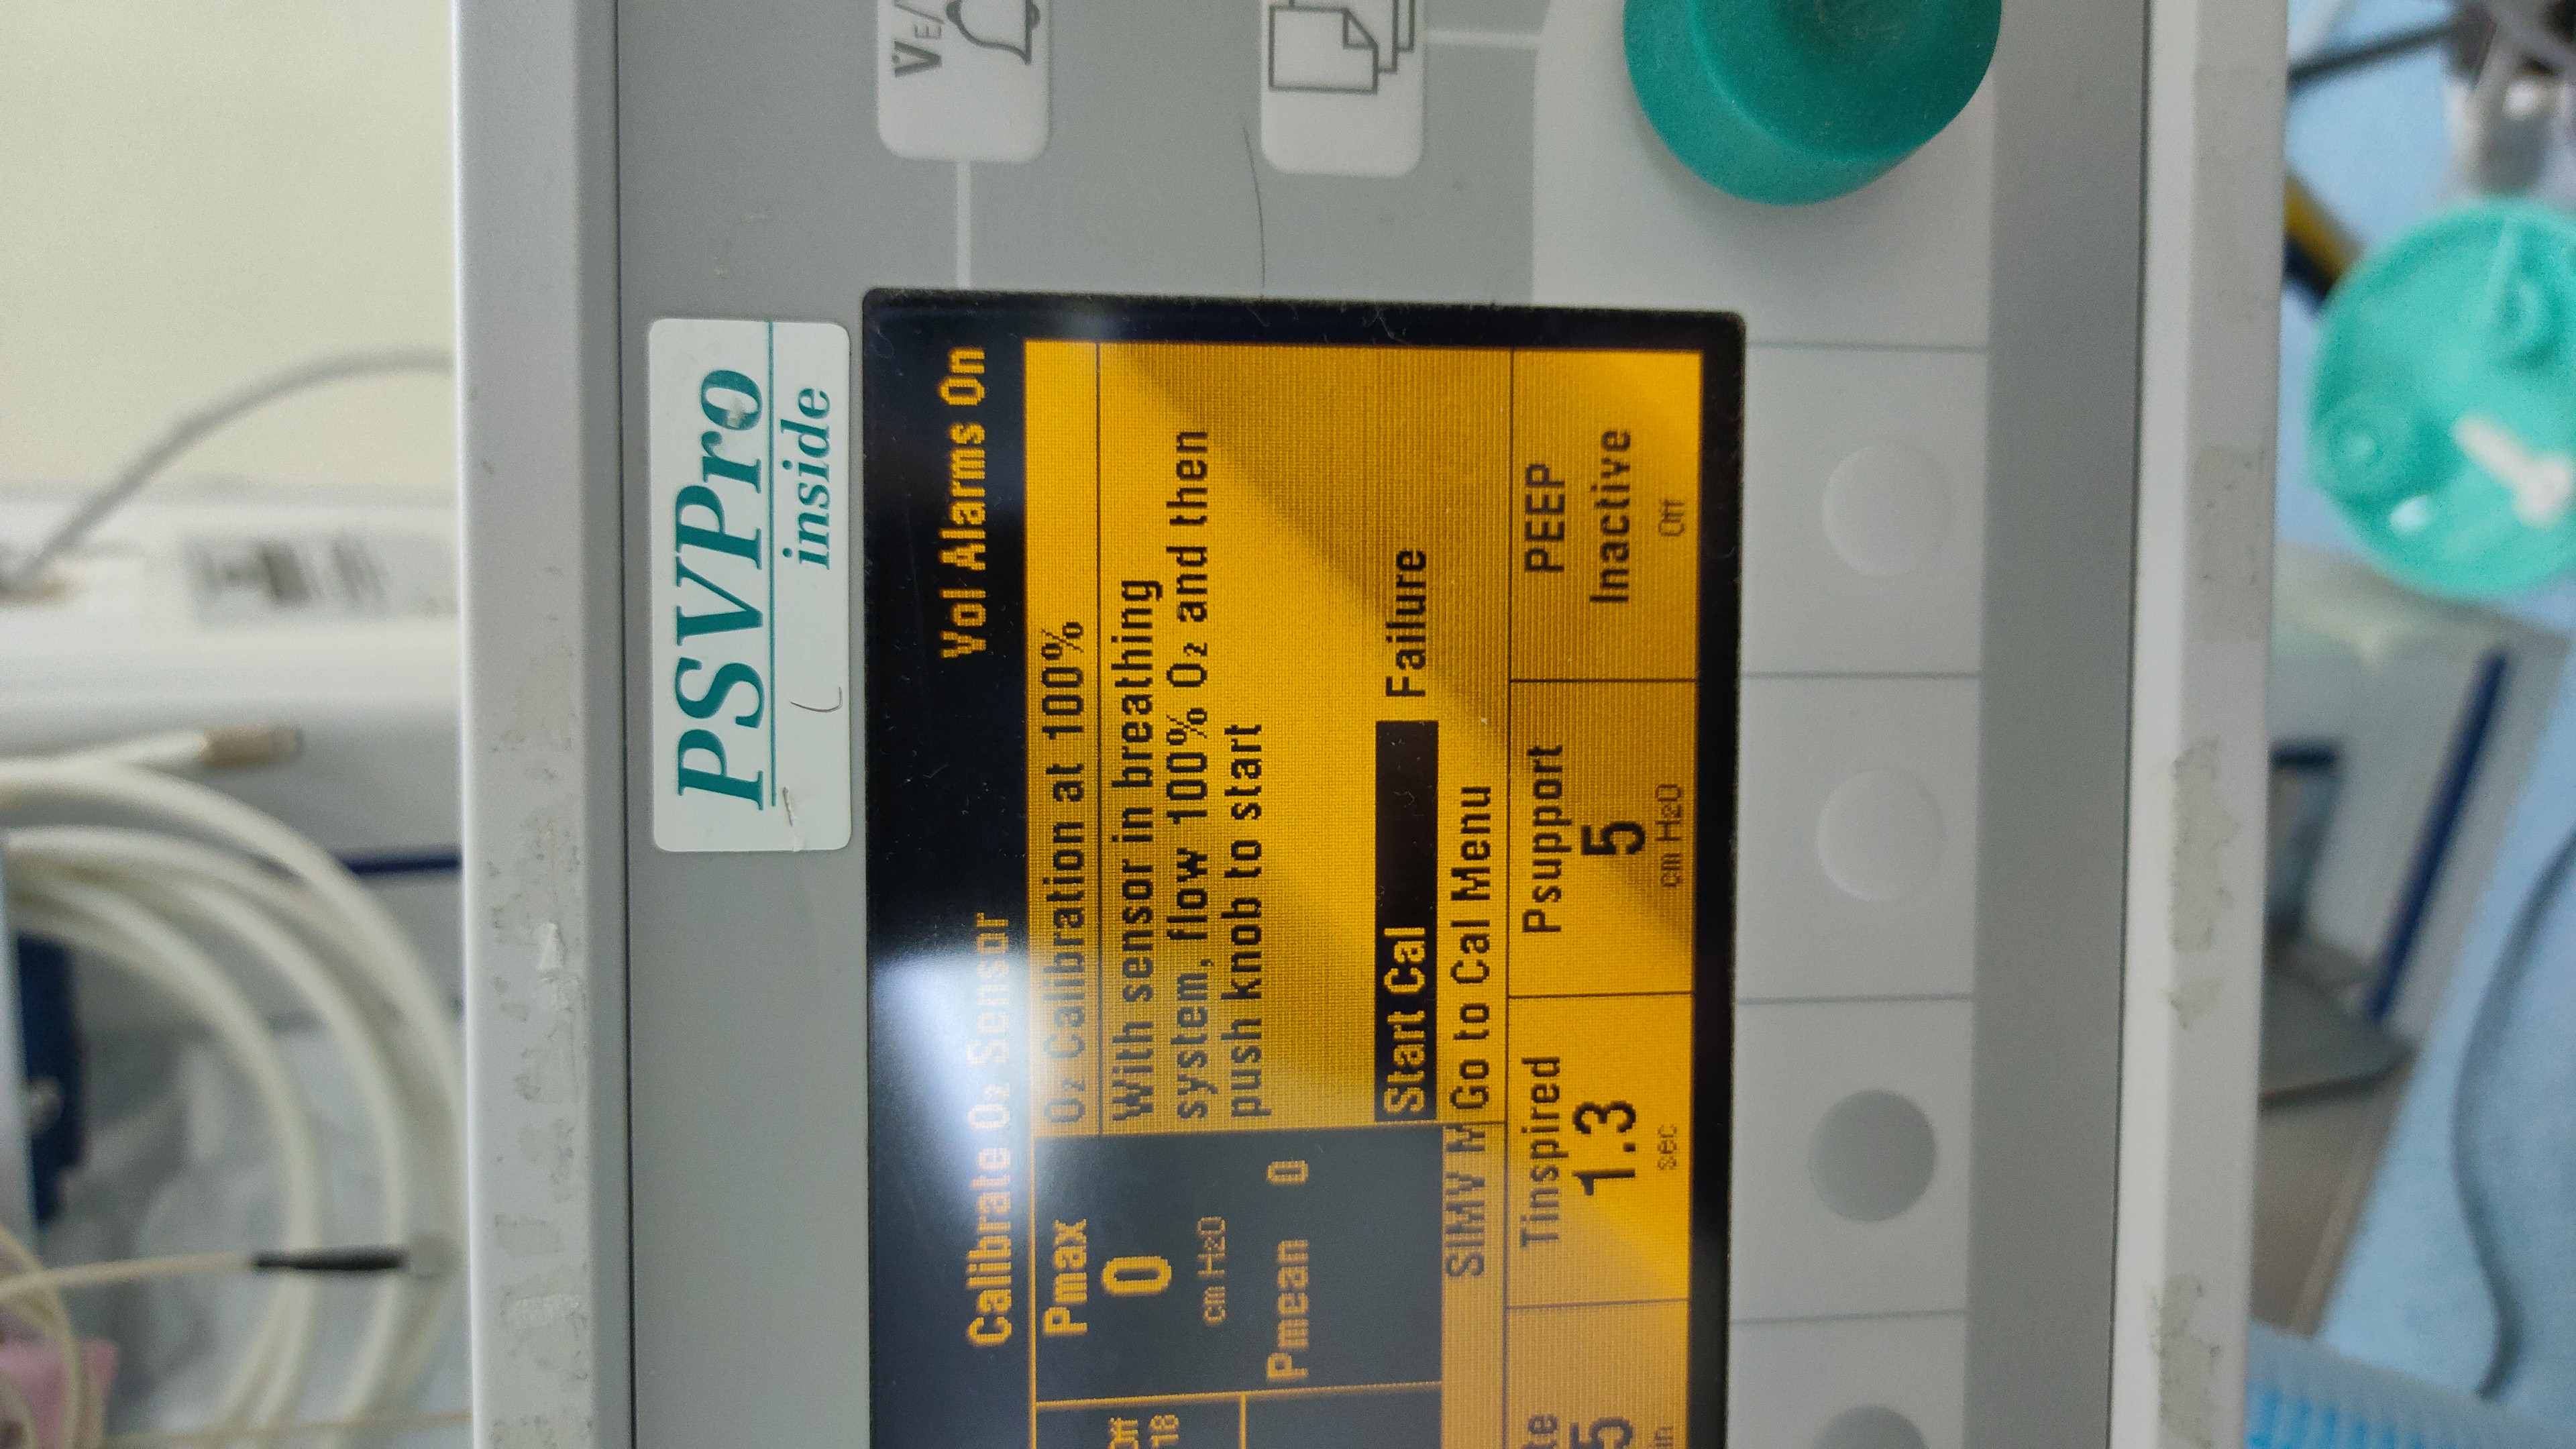 V̇E/
PSVPro
inside
Vol Alarms On
Calibrate O₂ Sensor
O₂ Calibration at 100%
With sensor in breathing
system, flow 100% O₂ and then
push knob to start
Start Cal Failure
Go to Cal Menu
Pmax
0
cm H₂O
Pmean 0
18
SIMV M
5
Tinspired
1.3
sec
Psupport
5
cm H₂O
PEEP
Inactive
Off